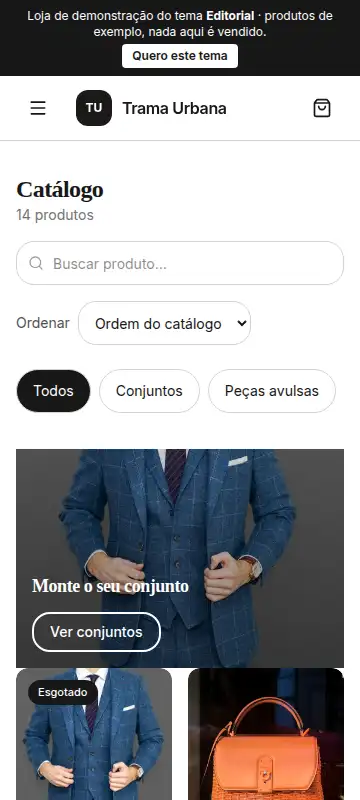 Loja de demonstração do tema Editorial · produtos de
exemplo, nada aqui é vendido.
Quero este tema
TU
Trama Urbana
Catálogo
14 produtos
Buscar produto...
Ordenar
Ordem do catálogo
Todos
Conjuntos
Peças avulsas
Monte o seu conjunto
Ver conjuntos
Esgotado